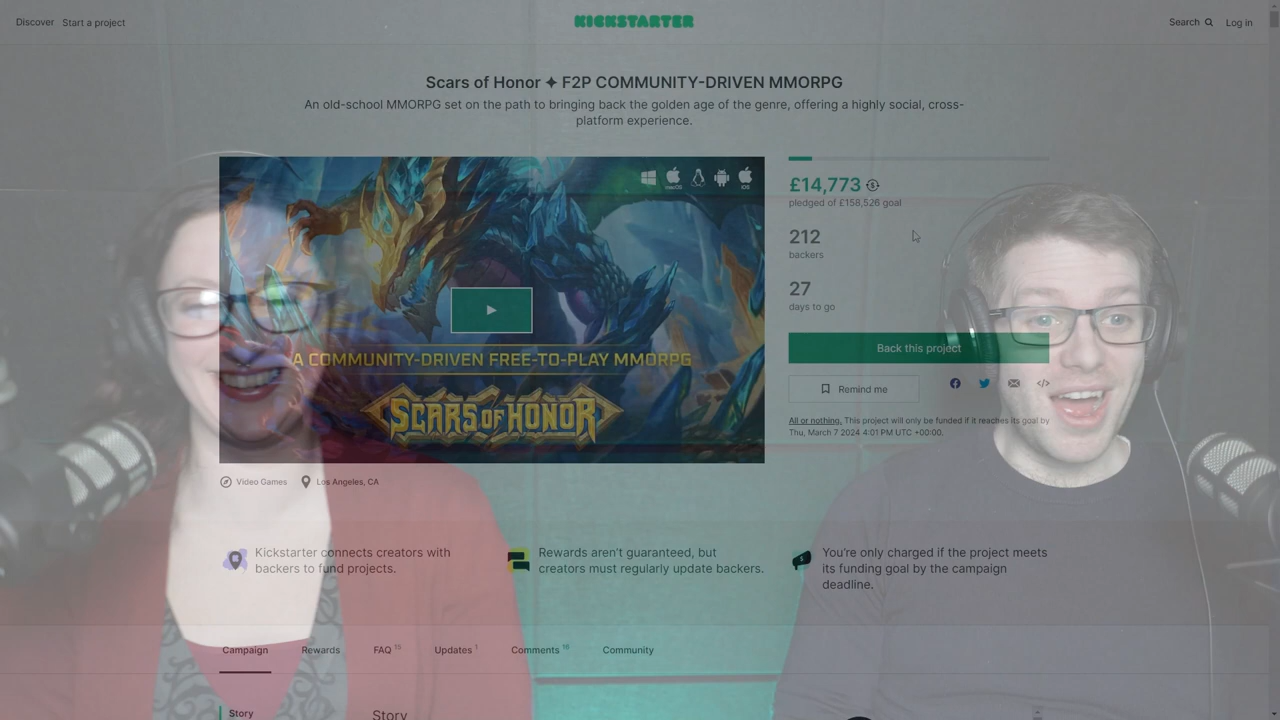 Discover Start a project KICKSTARTER Search Log in
Scars of Honor ✦ F2P COMMUNITY-DRIVEN MMORPG
An old-school MMORPG set on the path to bringing back the golden age of the genre, offering a highly social, cross-
platform experience.
macOS iOS
A COMMUNITY-DRIVEN FREE-TO-PLAY MMORPG
SCARS OF HONOR
£14,773
pledged of £158,526 goal
212
backers
27
days to go
Back this project
Remind me
All or nothing. This project will only be funded if it reaches its goal by
Thu, March 7 2024 4:01 PM UTC +00:00.
Video Games Los Angeles, CA
Kickstarter connects creators with
backers to fund projects.
Rewards aren't guaranteed, but
creators must regularly update backers.
You're only charged if the project meets
its funding goal by the campaign
deadline.
Campaign Rewards FAQ 15 Updates 1 Comments 16 Community
Story Story